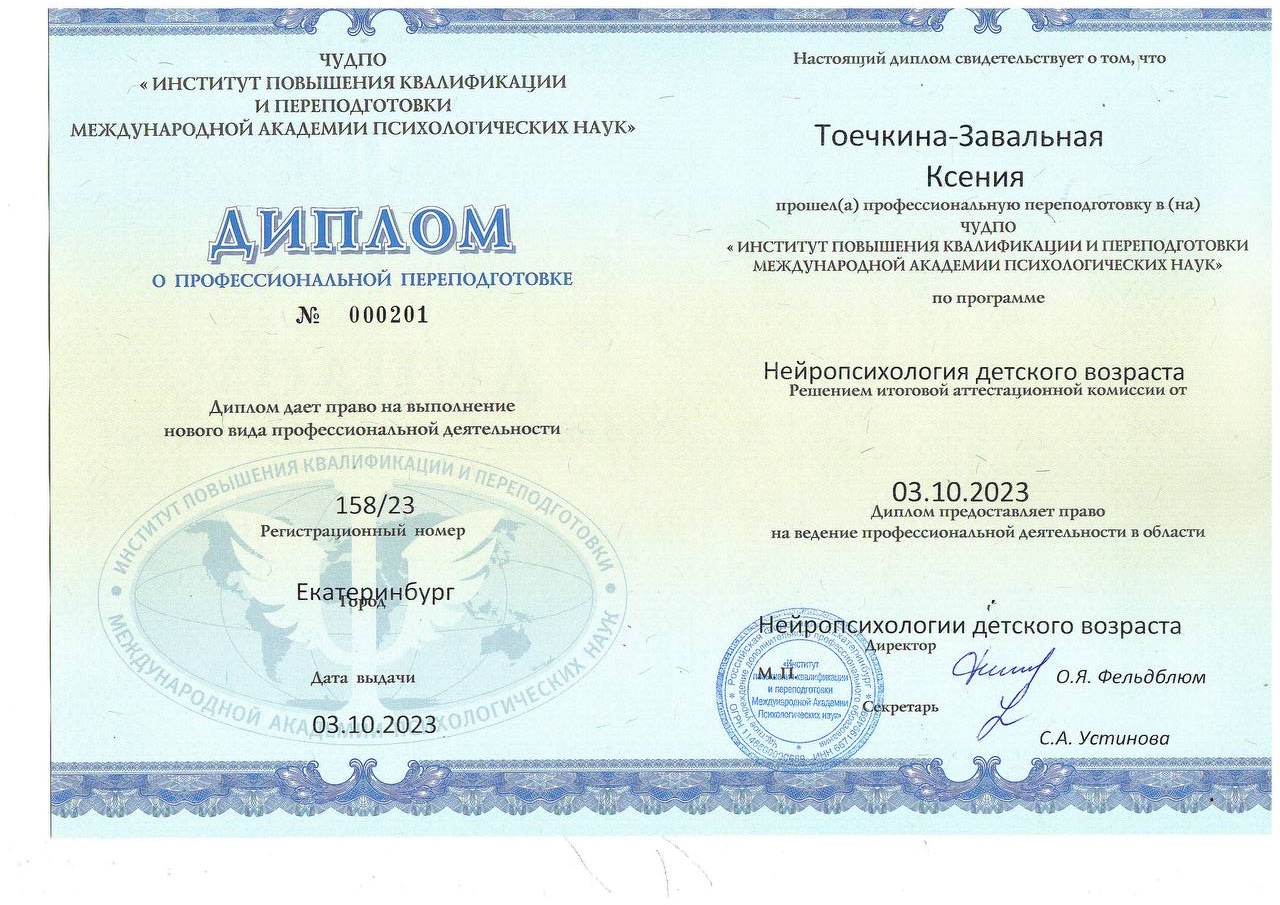 ЧУДПО
« ИНСТИТУТ ПОВЫШЕНИЯ КВАЛИФИКАЦИИ
И ПЕРЕПОДГОТОВКИ
МЕЖДУНАРОДНОЙ АКАДЕМИИ ПСИХОЛОГИЧЕСКИХ НАУК»
ДИПЛОМ
О ПРОФЕССИОНАЛЬНОЙ ПЕРЕПОДГОТОВКЕ
№ 000201
Диплом дает право на выполнение
нового вида профессиональной деятельности
ИНСТИТУТ ПОВЫШЕНИЯ КВАЛИФИКАЦИИ И ПЕРЕПОДГОТОВКИ
МЕЖДУНАРОДНОЙ АКАДЕМИИ ПСИХОЛОГИЧЕСКИХ НАУК
158/23
Регистрационный номер
Екатеринбург
Город
Дата выдачи
03.10.2023
Настоящий диплом свидетельствует о том, что
Тоечкина-Завальная
Ксения
прошел(а) профессиональную переподготовку в (на)
ЧУДПО
« ИНСТИТУТ ПОВЫШЕНИЯ КВАЛИФИКАЦИИ И ПЕРЕПОДГОТОВКИ
МЕЖДУНАРОДНОЙ АКАДЕМИИ ПСИХОЛОГИЧЕСКИХ НАУК»
по программе
Нейропсихология детского возраста
Решением итоговой аттестационной комиссии от
03.10.2023
Диплом предоставляет право
на ведение профессиональной деятельности в области
Нейропсихологии детского возраста
Директор
О.Я. Фельдблюм
М.П.
Секретарь
С.А. Устинова
«Институт
повышения квалификации
и переподготовки
Международной Академии
Психологических наук»